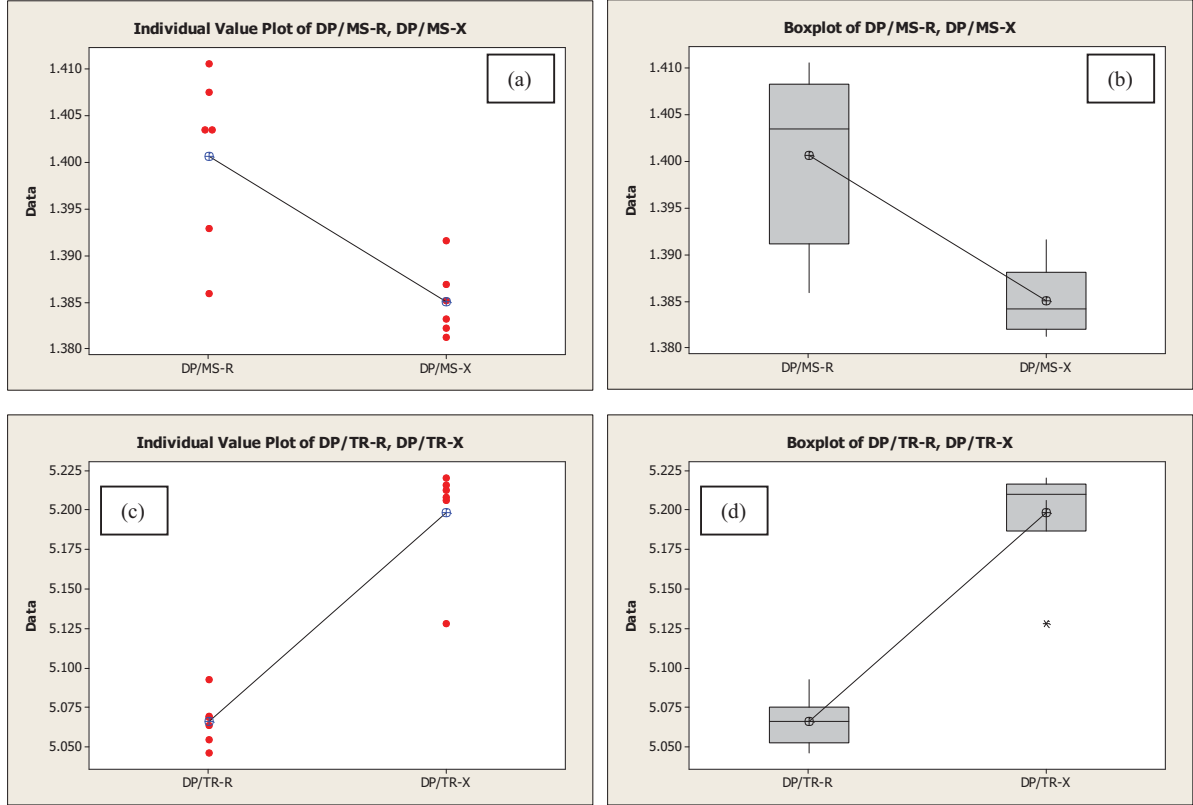 Individual Value Plot of DP/MS-R, DP/MS-X
(a)
1.410
1.405
1.400
1.395
1.390
1.385
1.380
Data
DP/MS-R DP/MS-X
Boxplot of DP/MS-R, DP/MS-X
(b)
1.410
1.405
1.400
1.395
1.390
1.385
1.380
Data
DP/MS-R DP/MS-X
Individual Value Plot of DP/TR-R, DP/TR-X
(c)
5.225
5.200
5.175
5.150
5.125
5.100
5.075
5.050
Data
DP/TR-R DP/TR-X
Boxplot of DP/TR-R, DP/TR-X
(d)
5.225
5.200
5.175
5.150
5.125
5.100
5.075
5.050
Data
DP/TR-R DP/TR-X